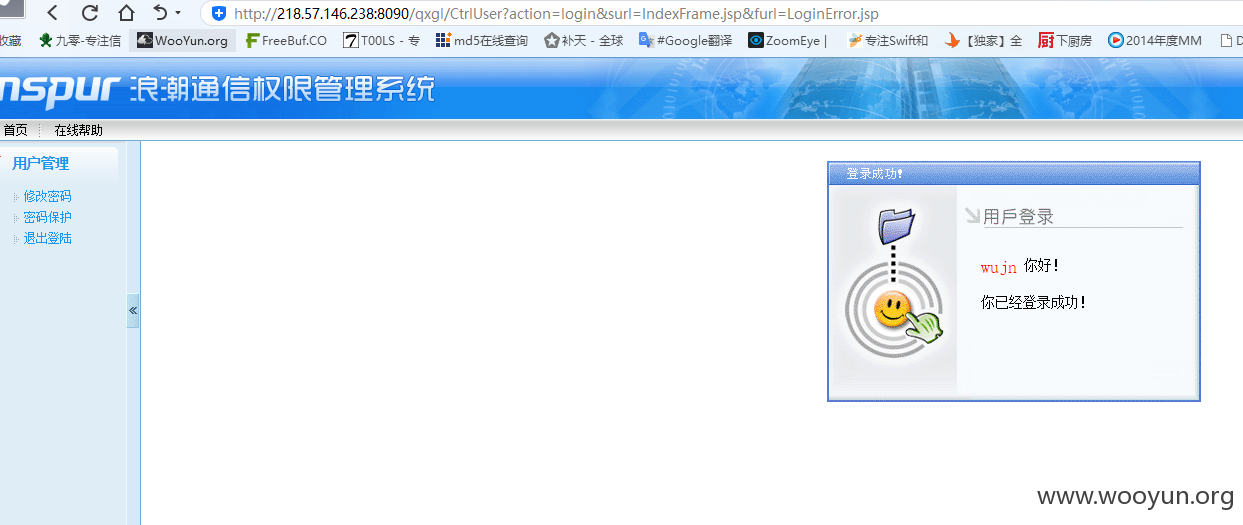 http://218.57.146.238:8090/qxgl/CtrlUser?action=login&surl=IndexFrame.jsp&furl=LoginError.jsp
收藏 九零-专注信 WooYun.org FreeBuf.CO T00LS - 专 md5在线查询 补天 - 全球 #Google翻译 ZoomEye | 专注Swift和 【独家】全 下厨房 2014年度MM D
nspur 浪潮通信权限管理系统
首页 在线帮助
用户管理
修改密码
密码保护
退出登陆
«
登录成功!
用戶登录
wujn 你好!
你已经登录成功!
www.wooyun.org